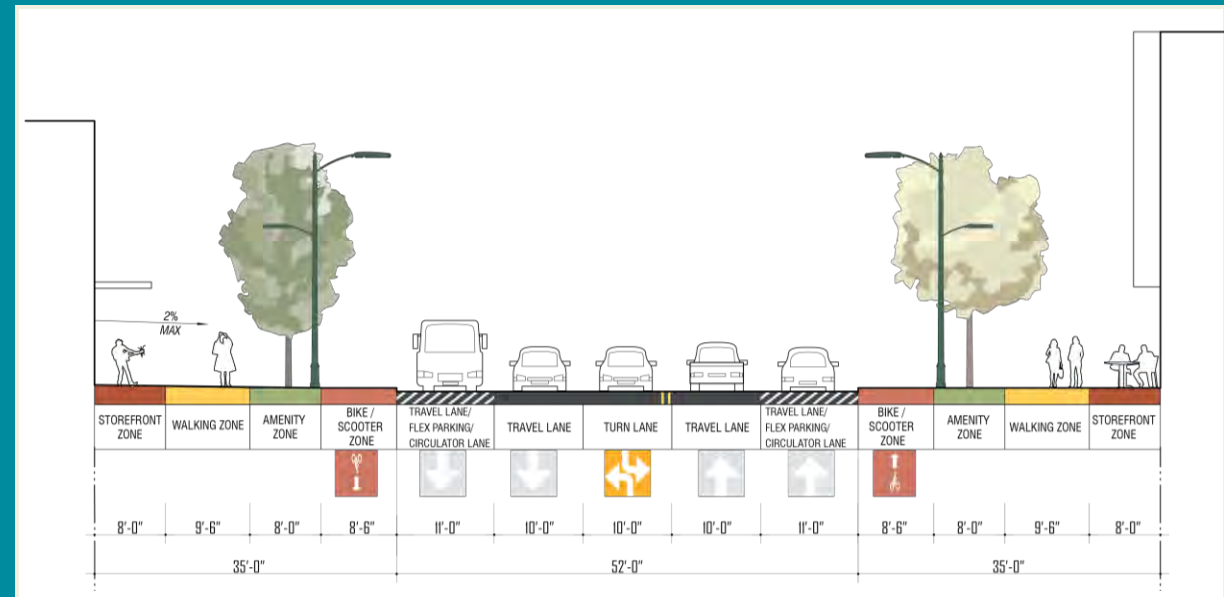 2%
MAX
STOREFRONT
ZONE
WALKING ZONE
AMENITY
ZONE
BIKE /
SCOOTER
ZONE
TRAVEL LANE/
FLEX PARKING/
CIRCULATOR LANE
TRAVEL LANE
TURN LANE
TRAVEL LANE
TRAVEL LANE/
FLEX PARKING/
CIRCULATOR LANE
BIKE /
SCOOTER
ZONE
AMENITY
ZONE
WALKING ZONE
STOREFRONT
ZONE
8'-0" 9'-6" 8'-0" 8'-6" 11'-0" 10'-0" 10'-0" 10'-0" 11'-0" 8'-6" 8'-0" 9'-6" 8'-0"
35'-0" 52'-0" 35'-0"